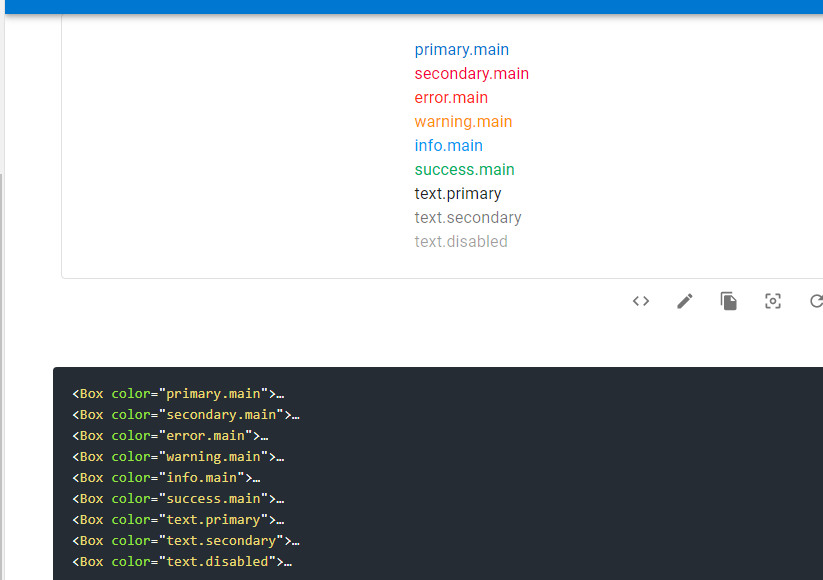 primary.main
secondary.main
error.main
warning.main
info.main
success.main
text.primary
text.secondary
text.disabled
<Box color="primary.main">…
<Box color="secondary.main">…
<Box color="error.main">…
<Box color="warning.main">…
<Box color="info.main">…
<Box color="success.main">…
<Box color="text.primary">…
<Box color="text.secondary">…
<Box color="text.disabled">…